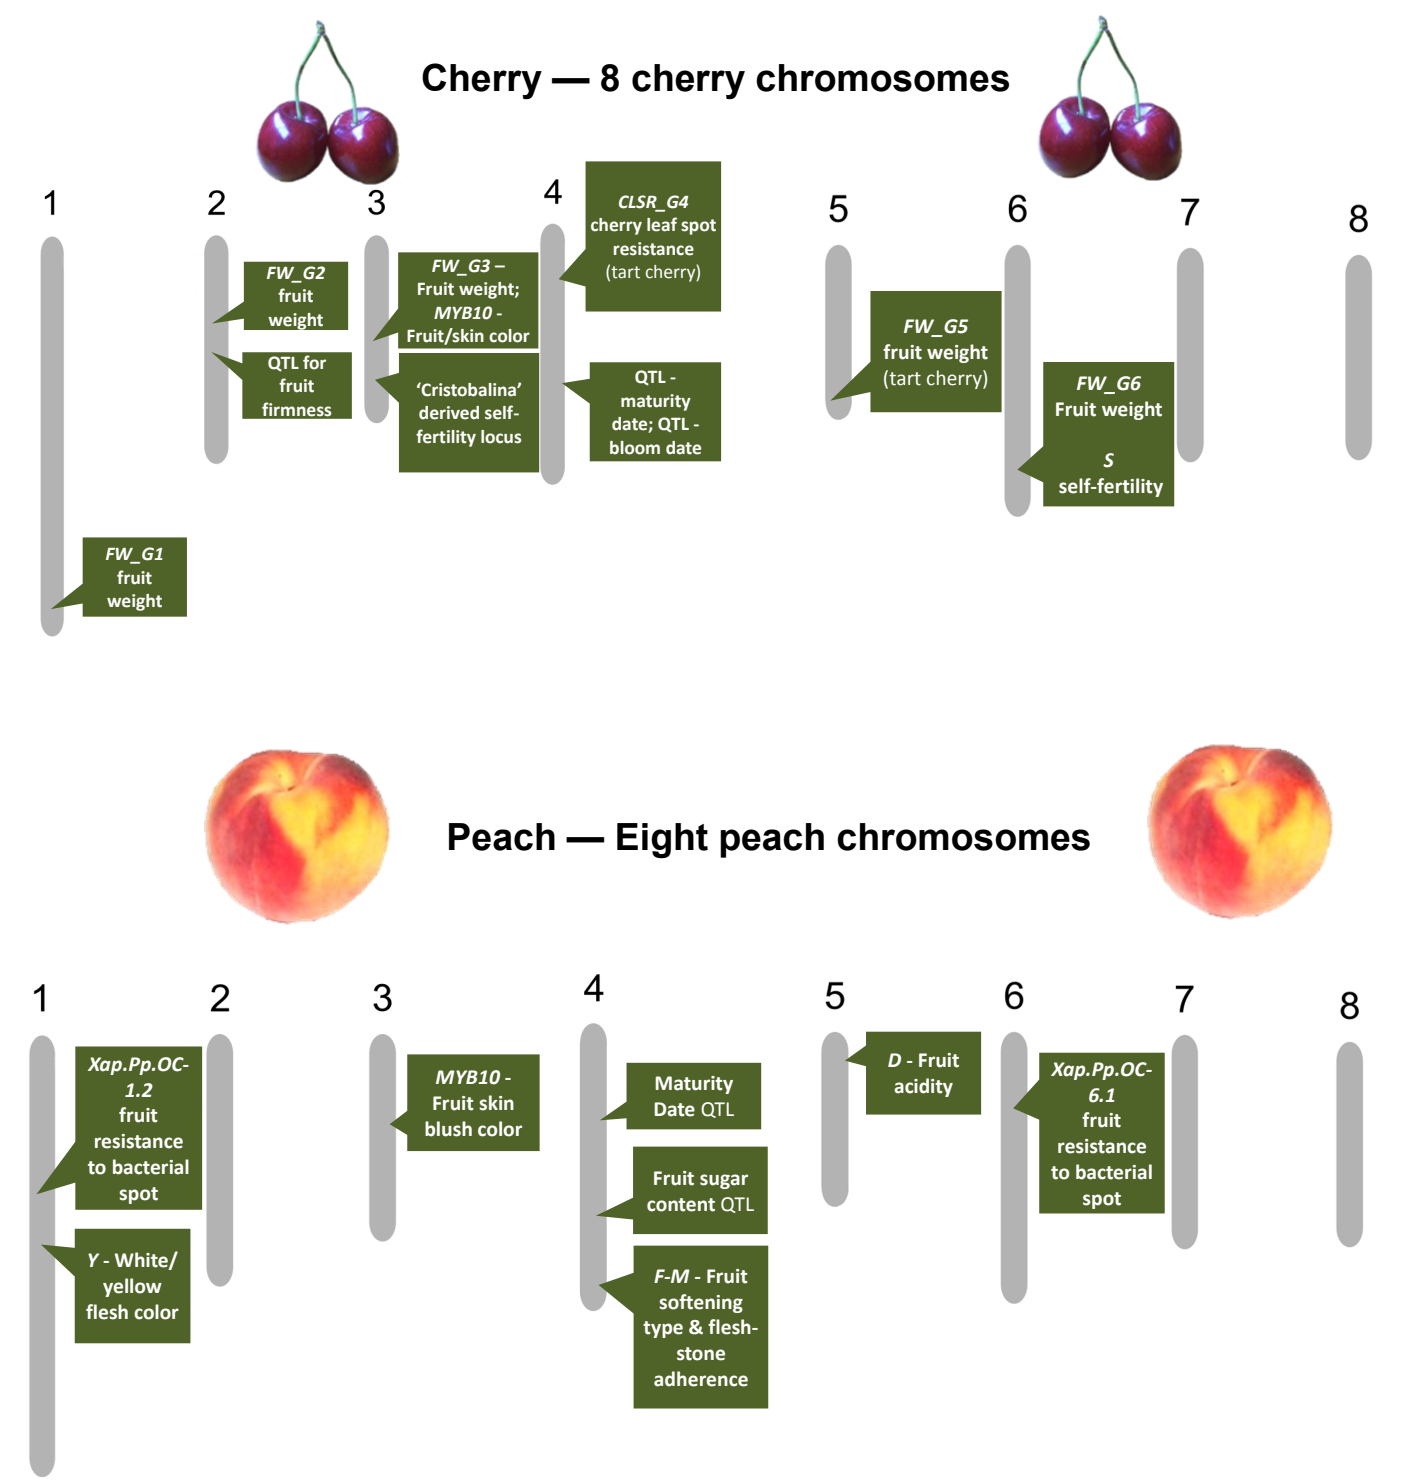 Cherry — 8 cherry chromosomes
1
2
3
4
5
6
7
8
FW_G1
fruit
weight
FW_G2
fruit
weight
QTL for
fruit
firmness
FW_G3 –
Fruit weight;
MYB10 -
Fruit/skin color
‘Cristobalina’
derived self-
fertility locus
CLSR_G4
cherry leaf spot
resistance
(tart cherry)
QTL -
maturity
date; QTL -
bloom date
FW_G5
fruit weight
(tart cherry)
FW_G6
Fruit weight
S
self-fertility
Peach — Eight peach chromosomes
1
2
3
4
5
6
7
8
Xap.Pp.OC-
1.2
fruit
resistance
to bacterial
spot
Y - White/
yellow
flesh color
MYB10 -
Fruit skin
blush color
Maturity
Date QTL
Fruit sugar
content QTL
F-M - Fruit
softening
type & flesh-
stone
adherence
D - Fruit
acidity
Xap.Pp.OC-
6.1
fruit
resistance
to bacterial
spot